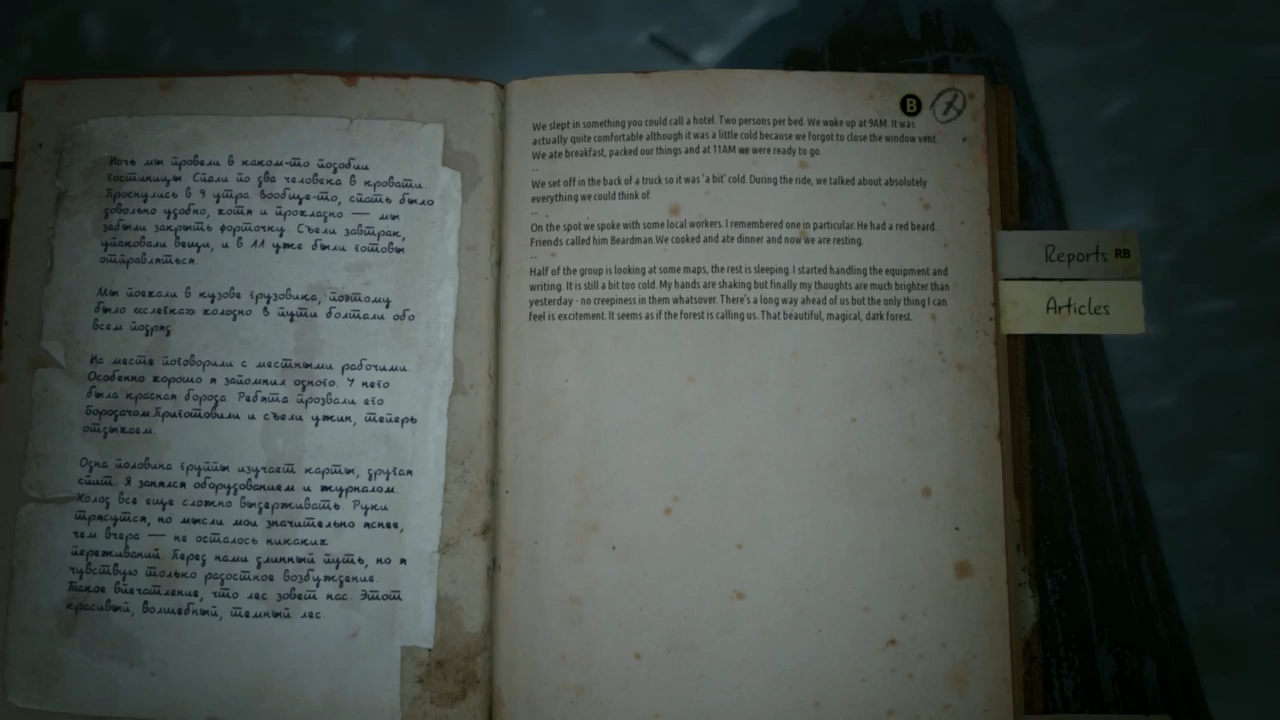 Ночь мы провели в каком-то подобии
гостиницы. Спали по два человека в кровати.
Проснулись в 9 утра. Вообще-то, спать было
довольно удобно, хотя и прохладно — мы
забыли закрыть форточку. Съели завтрак,
упаковали вещи, и в 11 уже были готовы
отправляться.
Мы поехали в кузове грузовика, поэтому
было «слегка» холодно. В пути болтали обо
всем подряд.
На месте поговорили с местными рабочими.
Особенно хорошо я запомнил одного. У него
была красная борода. Ребята прозвали его
Бородачом.Приготовили и съели ужин, теперь
отдыхаем.
Одна половина группы изучает карты, другая
спит. Я занялся оборудованием и журналом.
Холод все еще сложно выдерживать. Руки
трясутся, но мысли мои значительно яснее,
чем вчера — не осталось никаких
переживаний. Перед нами длинный путь, но я
чувствую только радостное возбуждение.
Такое впечатление, что лес зовет нас. Этот
красивый, волшебный, темный лес.
B
We slept in something you could call a hotel. Two persons per bed. We woke up at 9AM. It was
actually quite comfortable although it was a little cold because we forgot to close the window vent.
We ate breakfast, packed our things and at 11AM we were ready to go.
--
We set off in the back of a truck so it was 'a bit' cold. During the ride, we talked about absolutely
everything we could think of.
--
On the spot we spoke with some local workers. I remembered one in particular. He had a red beard.
Friends called him Beardman.We cooked and ate dinner and now we are resting.
--
Half of the group is looking at some maps, the rest is sleeping. I started handling the equipment and
writing. It is still a bit too cold. My hands are shaking but finally my thoughts are much brighter than
yesterday - no creepiness in them whatsover. There's a long way ahead of us but the only thing I can
feel is excitement. It seems as if the forest is calling us. That beautiful, magical, dark forest.
Reports RB
Articles